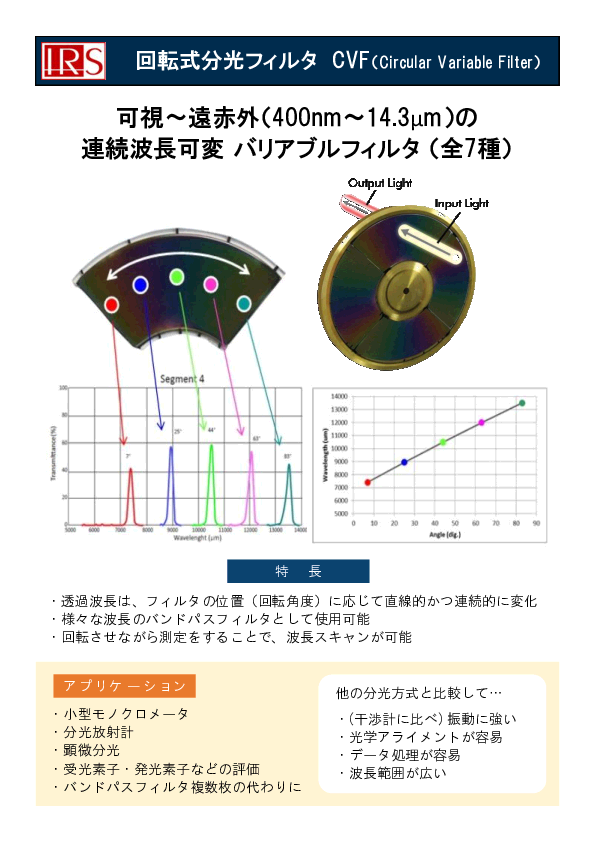 IRS
回転式分光フィルタ CVF(Circular Variable Filter)
可視～遠赤外(400nm～14.3μm)の
連続波長可変 バリアブルフィルタ (全7種)
Output Light
Input Light
Segment 4
Transmittance(%)
100
80
60
40
20
0
7°
25°
44°
63°
83°
5000 6000 7000 8000 9000 10000 11000 12000 13000 14000
Wavelenght (μm)
Wavelength (um)
14000
13000
12000
11000
10000
9000
8000
7000
6000
5000
0 10 20 30 40 50 60 70 80 90
Angle (dig.)
特 長
・透過波長は、フィルタの位置（回転角度）に応じて直線的かつ連続的に変化
・様々な波長のバンドパスフィルタとして使用可能
・回転させながら測定をすることで、波長スキャンが可能
アプリケーション
・小型モノクロメータ
・分光放射計
・顕微分光
・受光素子・発光素子などの評価
・バンドパスフィルタ複数枚の代わりに
他の分光方式と比較して…
・(干渉計に比べ) 振動に強い
・光学アライメントが容易
・データ処理が容易
・波長範囲が広い